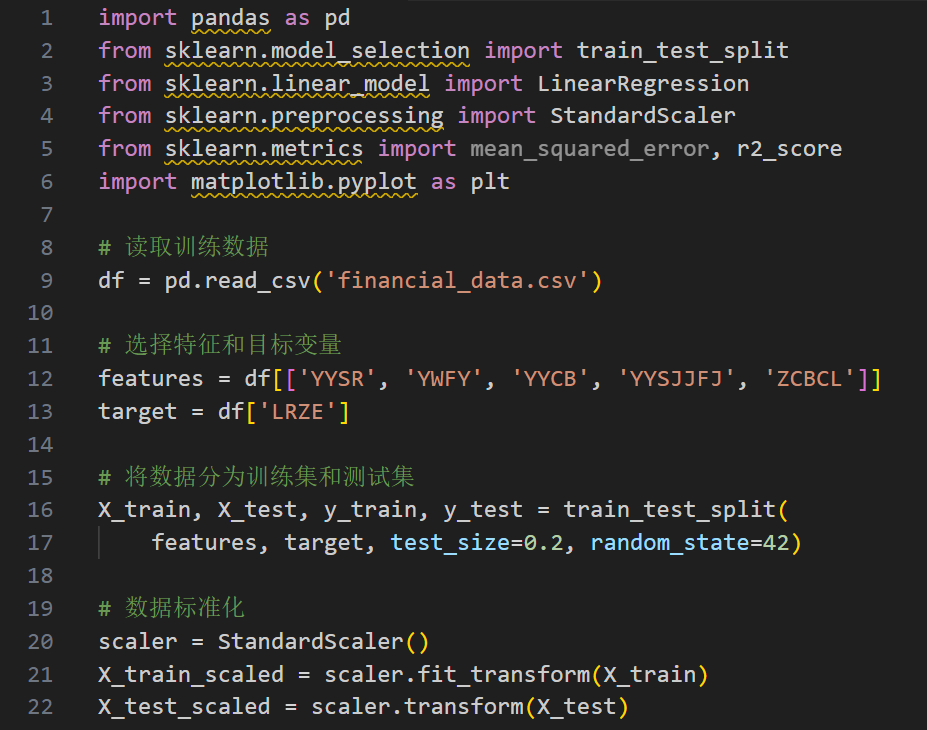 1 import pandas as pd
2 from sklearn.model_selection import train_test_split
3 from sklearn.linear_model import LinearRegression
4 from sklearn.preprocessing import StandardScaler
5 from sklearn.metrics import mean_squared_error, r2_score
6 import matplotlib.pyplot as plt
7
8 # 读取训练数据
9 df = pd.read_csv('financial_data.csv')
10
11 # 选择特征和目标变量
12 features = df[['YYSR', 'YWFY', 'YYCB', 'YYSJJFJ', 'ZCBCL']]
13 target = df['LRZE']
14
15 # 将数据分为训练集和测试集
16 X_train, X_test, y_train, y_test = train_test_split(
17     features, target, test_size=0.2, random_state=42)
18
19 # 数据标准化
20 scaler = StandardScaler()
21 X_train_scaled = scaler.fit_transform(X_train)
22 X_test_scaled = scaler.transform(X_test)